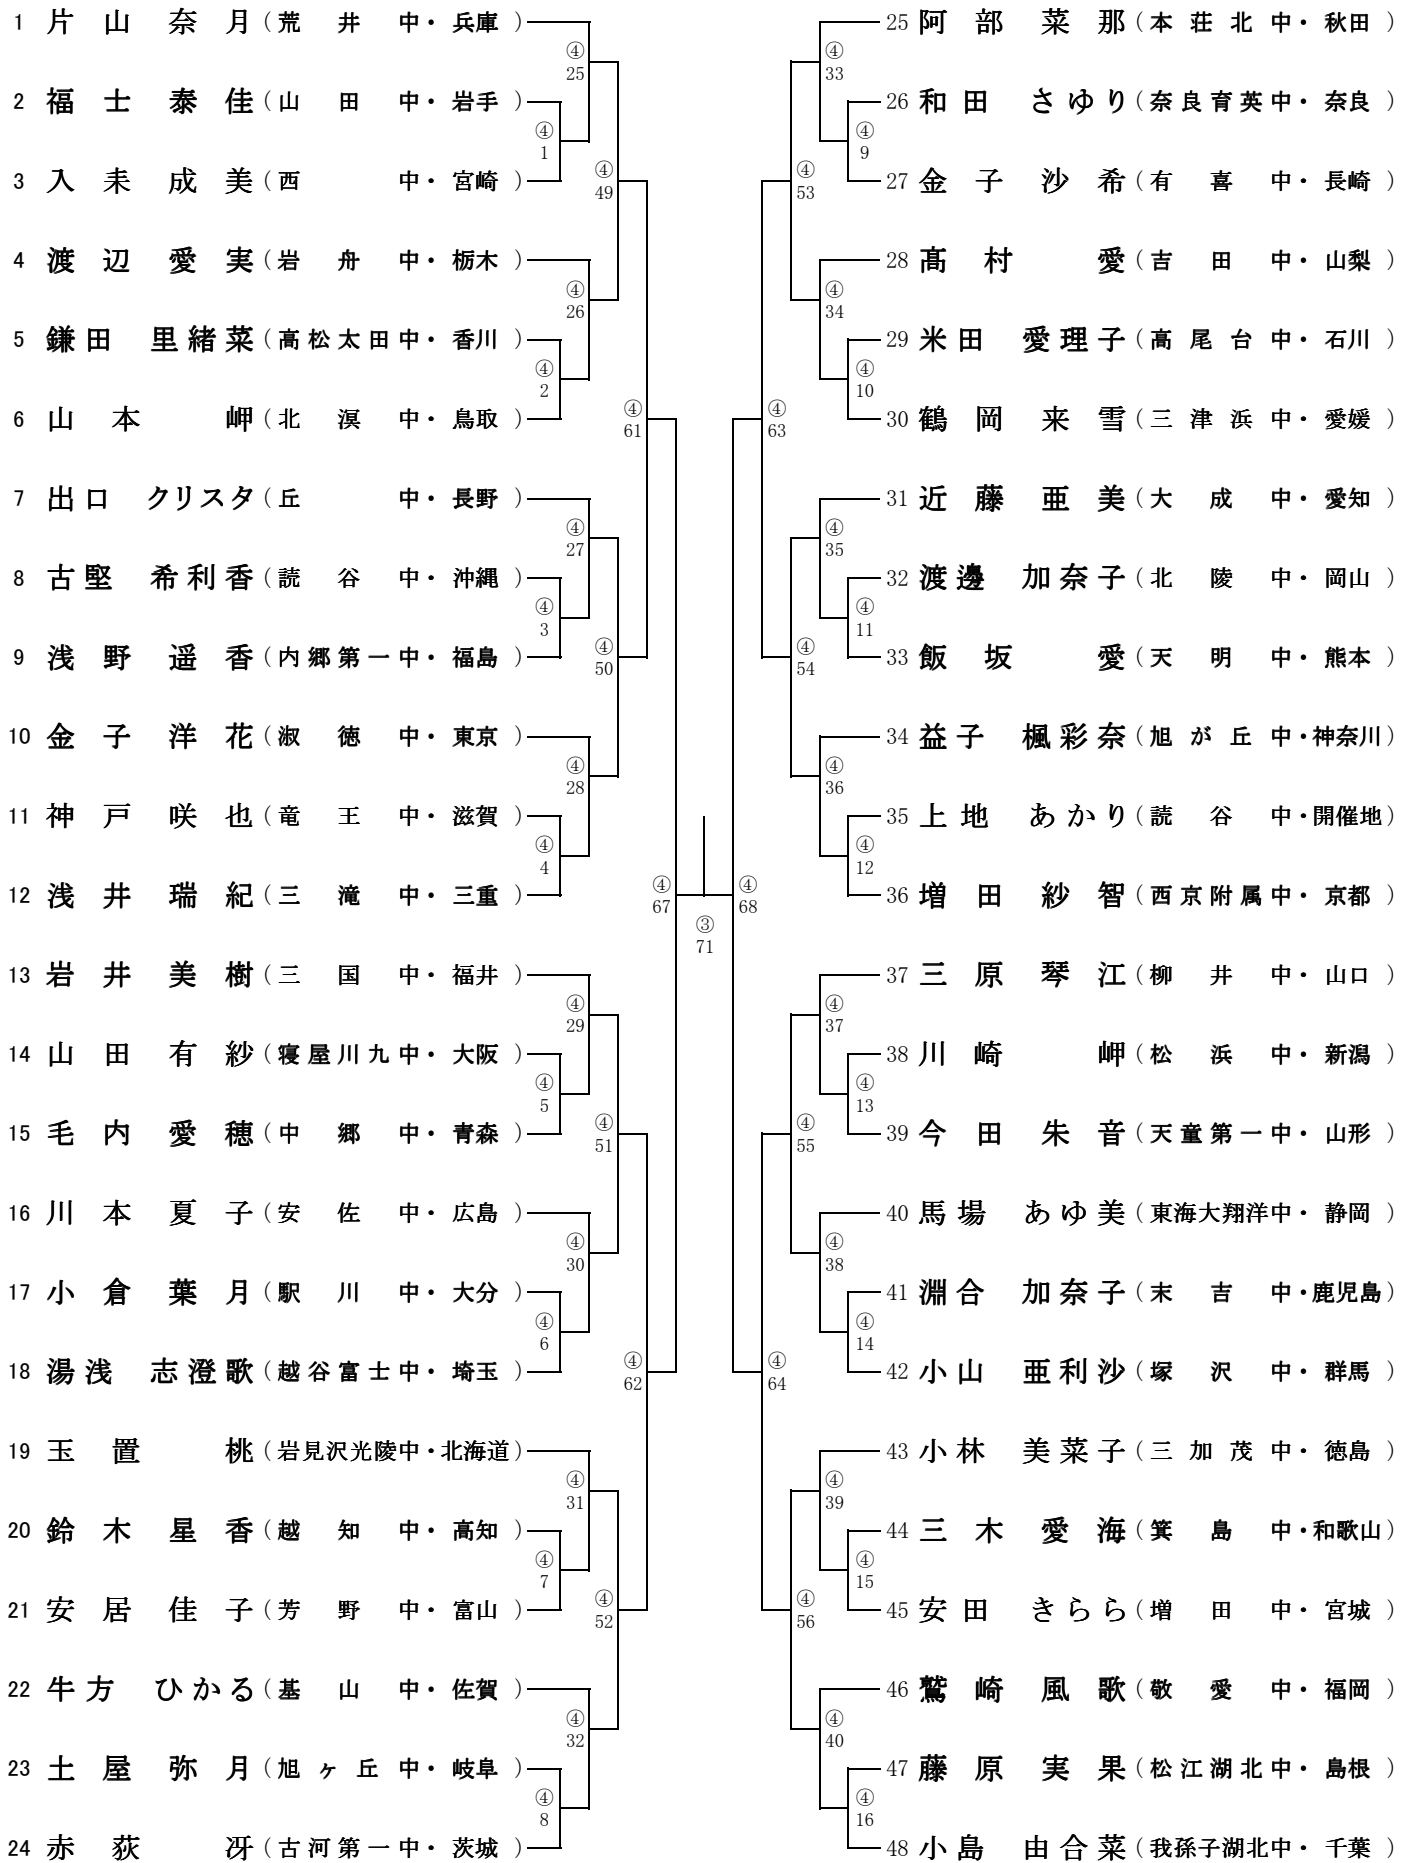 1 片山奈月(荒井中・兵庫)
④
25
2 福士泰佳(山田中・岩手)
④
1
3 入耒成美(西中・宮崎)
④
49
4 渡辺愛実(岩舟中・栃木)
④
26
5 鎌田里緒菜(高松太田中・香川)
④
2
6 山本岬(北溟中・鳥取)
④
61
7 出口クリスタ(丘中・長野)
④
27
8 古堅希利香(読谷中・沖縄)
④
3
9 浅野遥香(内郷第一中・福島)
④
50
10 金子洋花(淑徳中・東京)
④
28
11 神戸咲也(竜王中・滋賀)
④
4
12 浅井瑞紀(三滝中・三重)
④
67
13 岩井美樹(三国中・福井)
④
29
14 山田有紗(寝屋川九中・大阪)
④
5
15 毛内愛穂(中郷中・青森)
④
51
16 川本夏子(安佐中・広島)
④
30
17 小倉葉月(駅川中・大分)
④
6
18 湯浅志澄歌(越谷富士中・埼玉)
④
62
19 玉置桃(岩見沢光陵中・北海道)
④
31
20 鈴木星香(越知中・高知)
④
7
21 安居佳子(芳野中・富山)
④
52
22 牛方ひかる(基山中・佐賀)
④
32
23 土屋弥月(旭ヶ丘中・岐阜)
④
8
24 赤荻冴(古河第一中・茨城)
③
71
25 阿部菜那(本荘北中・秋田)
④
33
26 和田さゆり(奈良育英中・奈良)
④
9
27 金子沙希(有喜中・長崎)
④
53
28 髙村愛(吉田中・山梨)
④
34
29 米田愛理子(高尾台中・石川)
④
10
30 鶴岡来雪(三津浜中・愛媛)
④
63
31 近藤亜美(大成中・愛知)
④
35
32 渡邊加奈子(北陵中・岡山)
④
11
33 飯坂愛(天明中・熊本)
④
54
34 益子楓彩奈(旭が丘中・神奈川)
④
36
35 上地あかり(読谷中・開催地)
④
12
36 増田紗智(西京附属中・京都)
④
68
37 三原琴江(柳井中・山口)
④
37
38 川崎岬(松浜中・新潟)
④
13
39 今田朱音(天童第一中・山形)
④
55
40 馬場あゆ美(東海大翔洋中・静岡)
④
38
41 淵合加奈子(末吉中・鹿児島)
④
14
42 小山亜利沙(塚沢中・群馬)
④
64
43 小林美菜子(三加茂中・徳島)
④
39
44 三木愛海(箕島中・和歌山)
④
15
45 安田きらら(増田中・宮城)
④
56
46 鷲崎風歌(敬愛中・福岡)
④
40
47 藤原実果(松江湖北中・島根)
④
16
48 小島由合菜(我孫子湖北中・千葉)